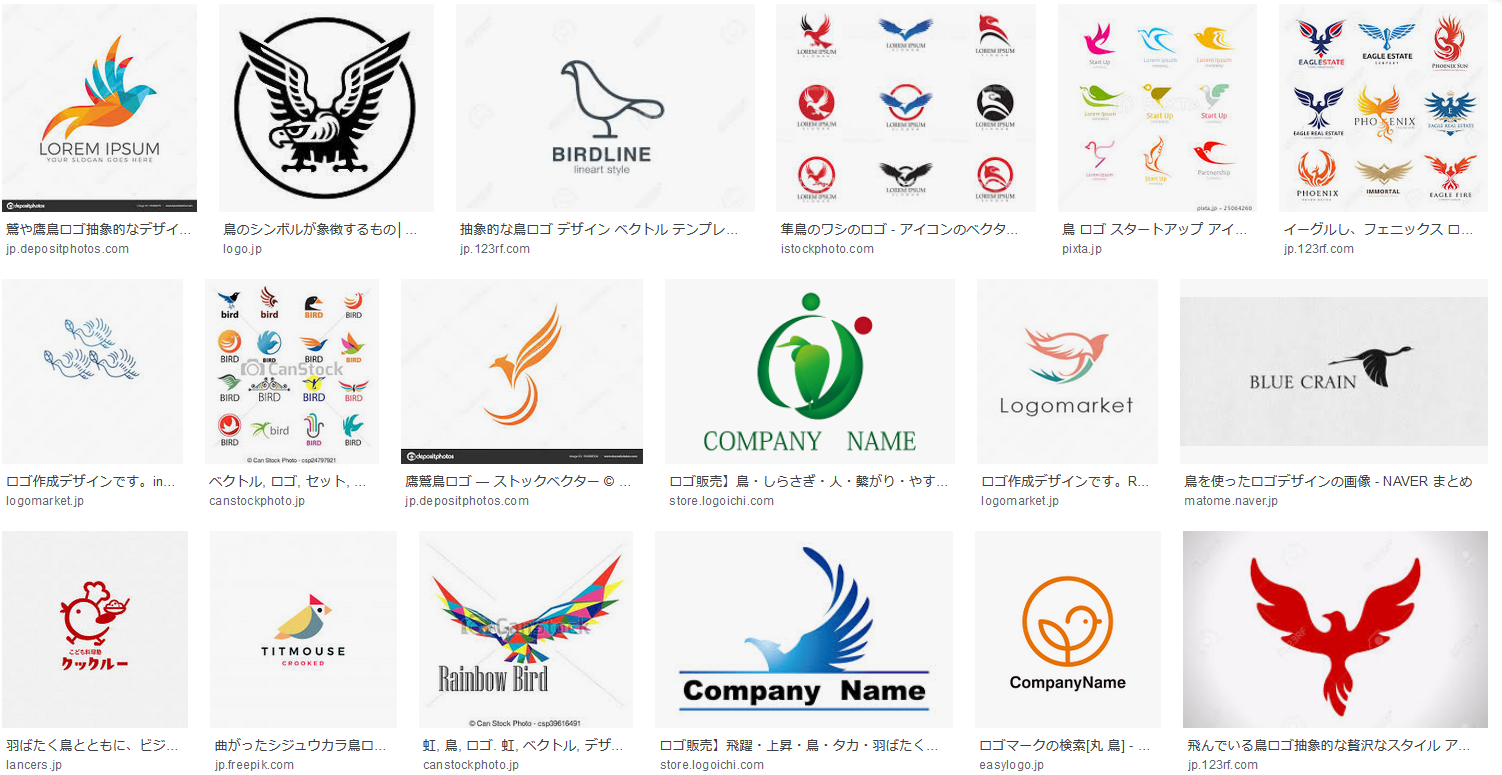 LOREM IPSUM
YOUR SLOGAN GOES HERE
depositphotos
鷲や鷹鳥ロゴ抽象的なデザイ...
jp.depositphotos.com
鳥のシンボルが象徴するもの| ...
logo.jp
BIRDLINE
lineart style
抽象的な鳥ロゴ デザイン ベクトル テンプレ...
jp.123rf.com
LOREM IPSUM
LOREM IPSUM
LOREM IPSUM
LOREM IPSUM
LOREM IPSUM
LOREM IPSUM
LOREM IPSUM
LOREM IPSUM
LOREM IPSUM
隼鳥のワシのロゴ - アイコンのベクタ...
istockphoto.com
Start Up
Lorem Ipsum
Lorem Ipsum
Lorem Ipsum
Start Up
Start Up
Lorem Ipsum
Start Up
Partnership
pixta.jp - 25064260
鳥 ロゴ スタートアップ アイ...
pixta.jp
EAGLESTATE
EAGLE ESTATE
COMPANY
PHOENIX SUN
EAGLE REAL ESTATE
PHOENIX
EAGLE REAL ESTATE
PHOENIX
IMMORTAL
EAGLE FIRE
イーグルし、フェニックス ロ...
jp.123rf.com
ロゴ作成デザインです。in...
logomarket.jp
bird
bird
BIRD
BIRD
BIRD
BIRD
BIRD
BIRD
CanStock
BIRD
BIRD
BIRD
BIRD
BIRD
bird
BIRD
BIRD
© Can Stock Photo - csp24797921
ベクトル, ロゴ, セット, ...
canstockphoto.jp
depositphotos
鷹鷲鳥ロゴ — ストックベクター © ...
jp.depositphotos.com
COMPANY NAME
ロゴ販売】鳥・しらさぎ・人・繋がり・やす...
store.logoichi.com
Logomarket
ロゴ作成デザインです。R...
logomarket.jp
BLUE CRAIN
鳥を使ったロゴデザインの画像 - NAVER まとめ
matome.naver.jp
こども料理塾
クックルー
羽ばたく鳥とともに、ビジ...
lancers.jp
TITMOUSE
CROOKED
曲がったシジュウカラ鳥ロ...
jp.freepik.com
CanStock
Rainbow Bird
© Can Stock Photo - csp39616491
虹, 鳥, ロゴ. 虹, ベクトル, デザ...
canstockphoto.jp
Company Name
ロゴ販売】飛躍・上昇・鳥・タカ・羽ばたく...
store.logoichi.com
CompanyName
ロゴマークの検索[丸 鳥] - ...
easylogo.jp
飛んでいる鳥ロゴ抽象的な贅沢なスタイル ア...
jp.123rf.com